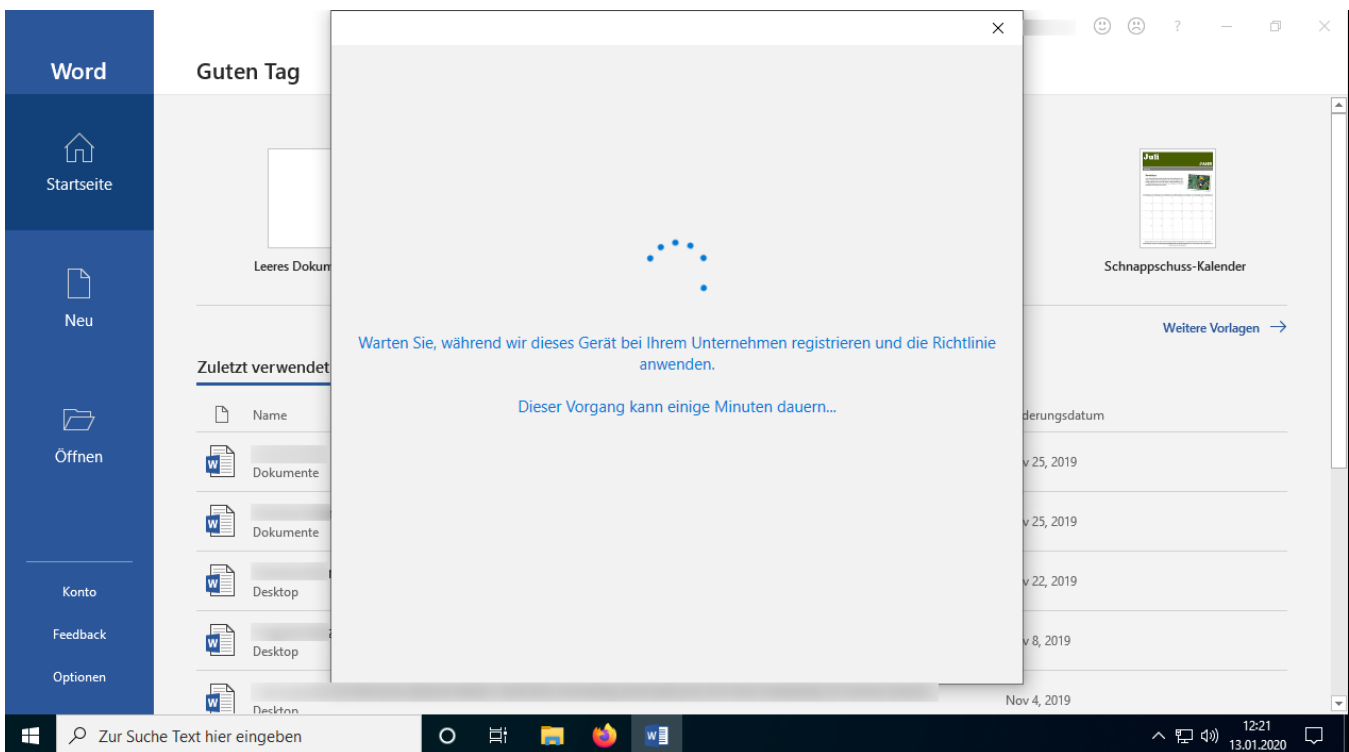 Word
Guten Tag
?
Startseite
Neu
Öffnen
Konto
Feedback
Optionen
Leeres Dokum
Juli
Schnappschuss-Kalender
Weitere Vorlagen
Zuletzt verwendet
Name
derungsdatum
Dokumente
v 25, 2019
Dokumente
v 25, 2019
Desktop
v 22, 2019
Desktop
v 8, 2019
Desktop
Nov 4, 2019
Warten Sie, während wir dieses Gerät bei Ihrem Unternehmen registrieren und die Richtlinie
anwenden.
Dieser Vorgang kann einige Minuten dauern...
Zur Suche Text hier eingeben
12:21
13.01.2020